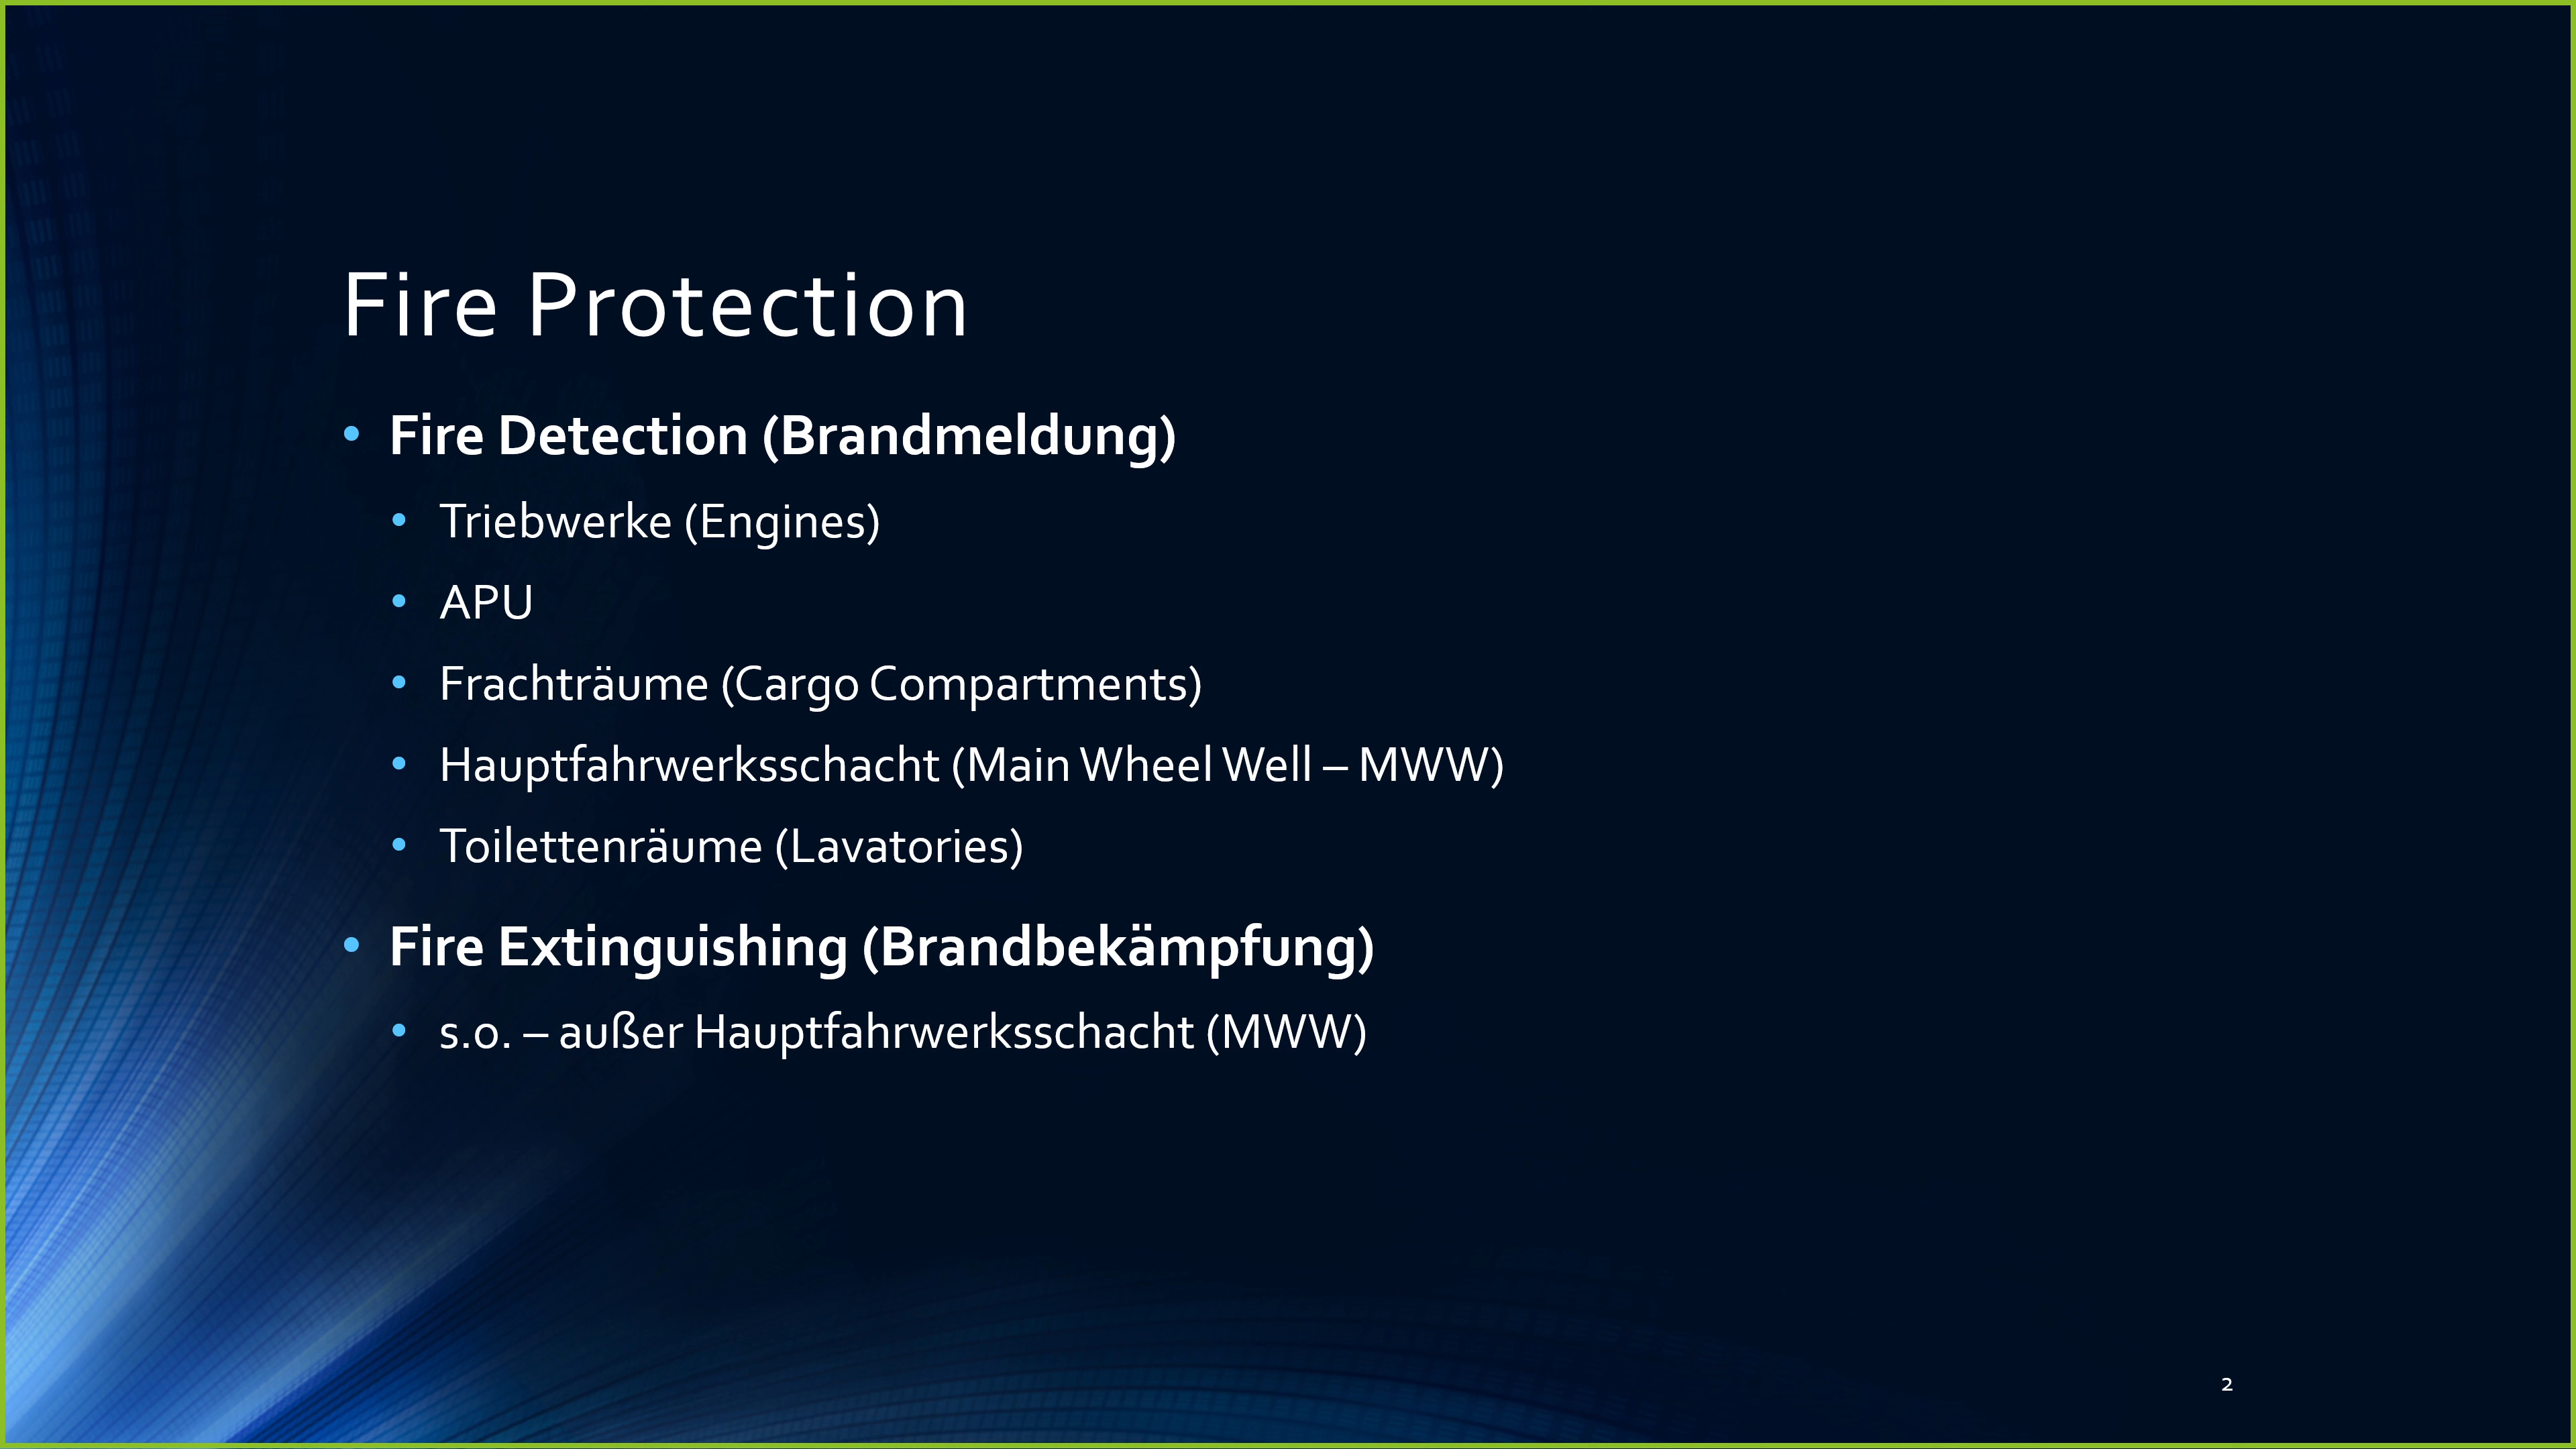 Fire Protection
• Fire Detection (Brandmeldung)
• Triebwerke (Engines)
• APU
• Frachträume (Cargo Compartments)
• Hauptfahrwerksschacht (Main Wheel Well – MWW)
• Toilettenräume (Lavatories)
• Fire Extinguishing (Brandbekämpfung)
• s.o. – außer Hauptfahrwerksschacht (MWW)
2